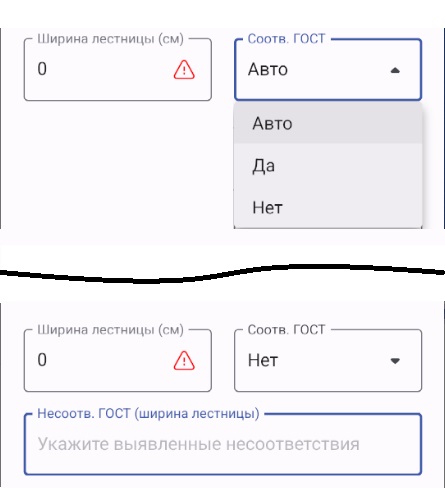 Ширина лестницы (см) Соотв. ГОСТ
0 Авто
Авто
Да
Нет
Ширина лестницы (см) Соотв. ГОСТ
0 Нет
Несоотв. ГОСТ (ширина лестницы)
Укажите выявленные несоответствия